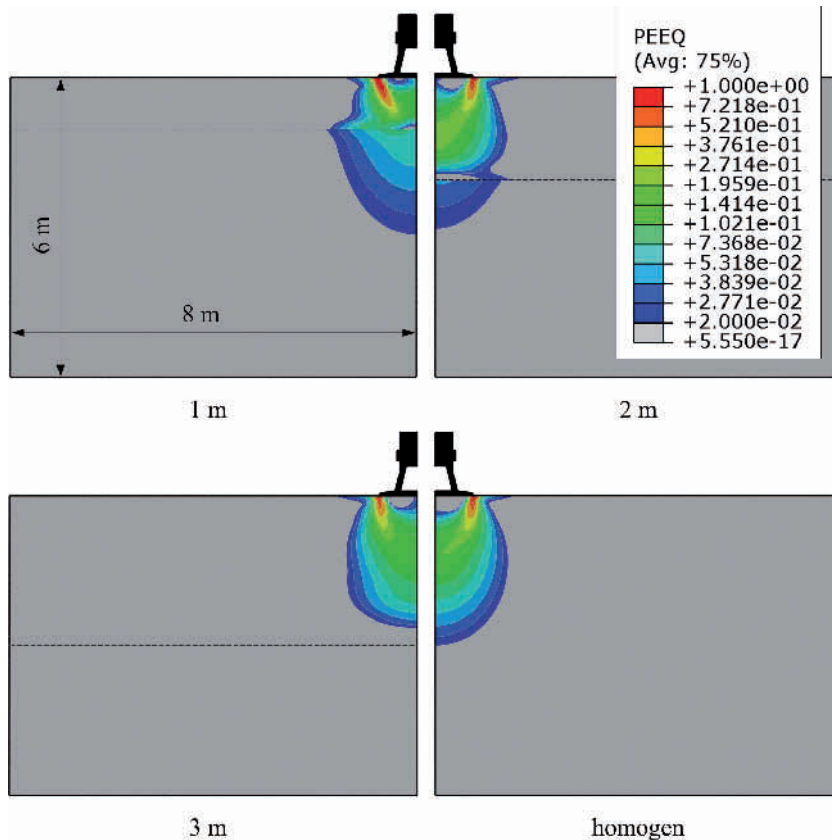 PEEQ
(Avg: 75%)
+1.000e+00
+7.218e-01
+5.210e-01
+3.761e-01
+2.714e-01
+1.959e-01
+1.414e-01
+1.021e-01
+7.368e-02
+5.318e-02
+3.839e-02
+2.771e-02
+2.000e-02
+5.550e-17
6 m
8 m
1 m
2 m
3 m
homogen